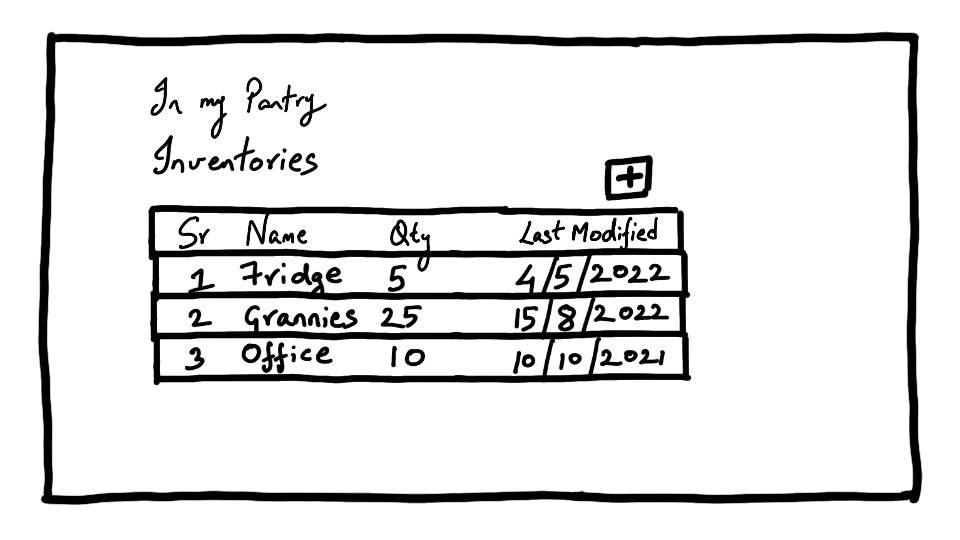 In my Pantry
Inventories
+
Sr Name Qty Last Modified
1 Fridge 5 4/5/2022
2 Grannies 25 15/8/2022
3 Office 10 10/10/2021